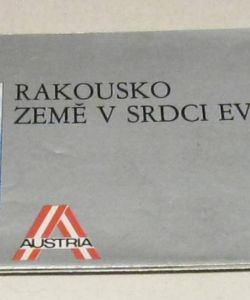 RAKOUSKO
ZEMĚ V SRDCI EV
AUSTRIA